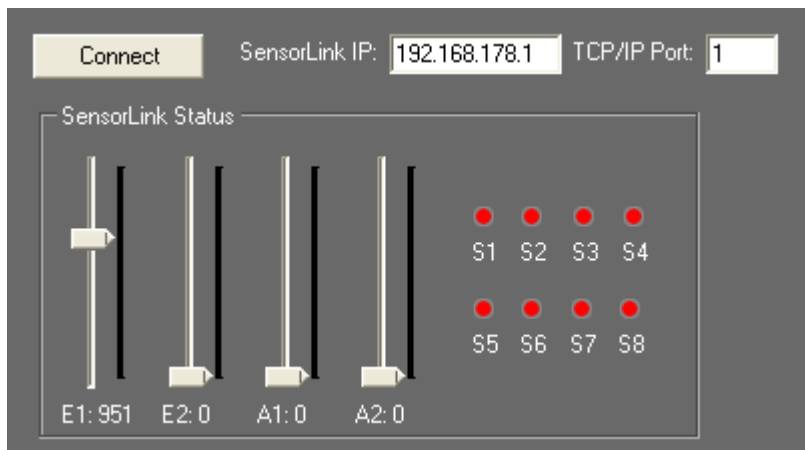 Connect SensorLink IP: 192.168.178.1 TCP/IP Port: 1
SensorLink Status
S1 S2 S3 S4
S5 S6 S7 S8
E1: 951 E2: 0 A1: 0 A2: 0